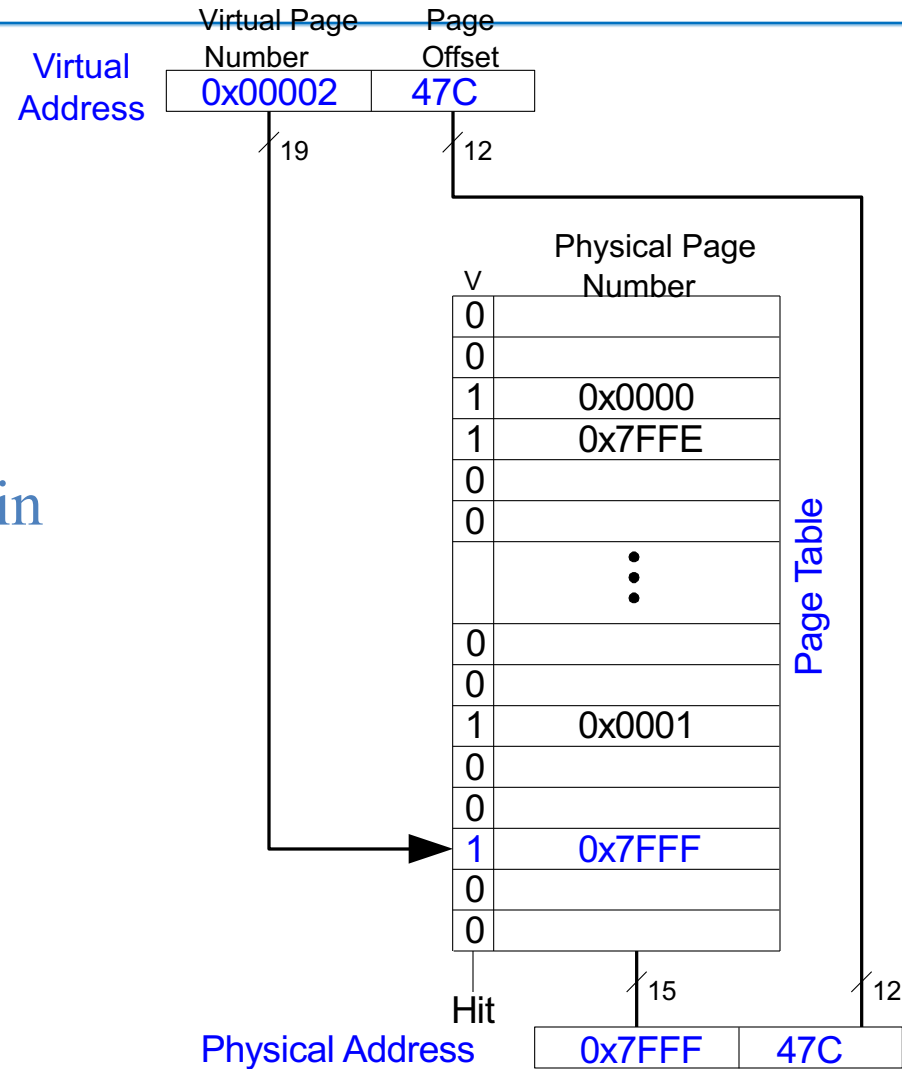 Virtual Page Number
Page Offset
Virtual Address
0x00002 47C
19 12
in
V
Physical Page Number
0
0
1 0x0000
1 0x7FFE
0
0
0
0
1 0x0001
0
0
1 0x7FFF
0
0
Page Table
15 12
Hit
Physical Address
0x7FFF 47C